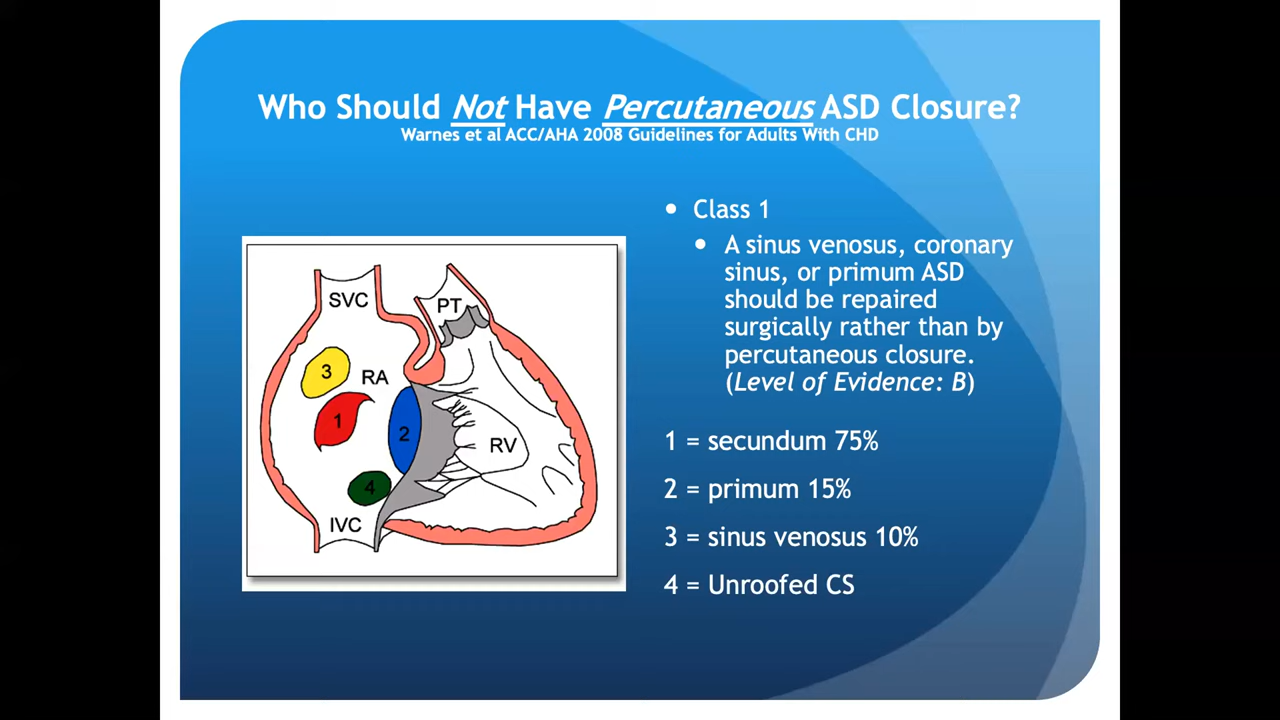 Who Should Not Have Percutaneous ASD Closure?
Warnes et al ACC/AHA 2008 Guidelines for Adults With CHD
SVC
PT
3
RA
1
2
RV
4
IVC
• Class 1
• A sinus venosus, coronary
sinus, or primum ASD
should be repaired
surgically rather than by
percutaneous closure.
(Level of Evidence: B)
1 = secundum 75%
2 = primum 15%
3 = sinus venosus 10%
4 = Unroofed CS